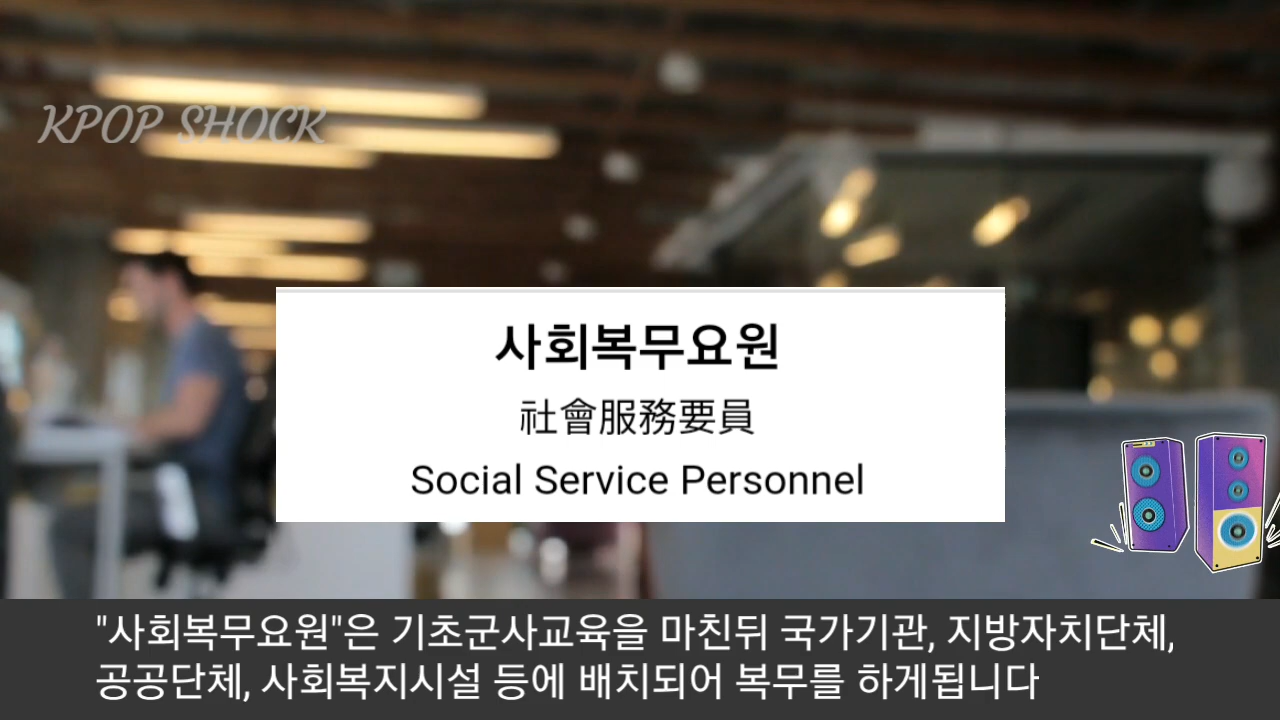 KPOP SHOCK
사회복무요원
社會服務要員
Social Service Personnel
"사회복무요원"은 기초군사교육을 마친뒤 국가기관, 지방자치단체,
공공단체, 사회복지시설 등에 배치되어 복무를 하게됩니다